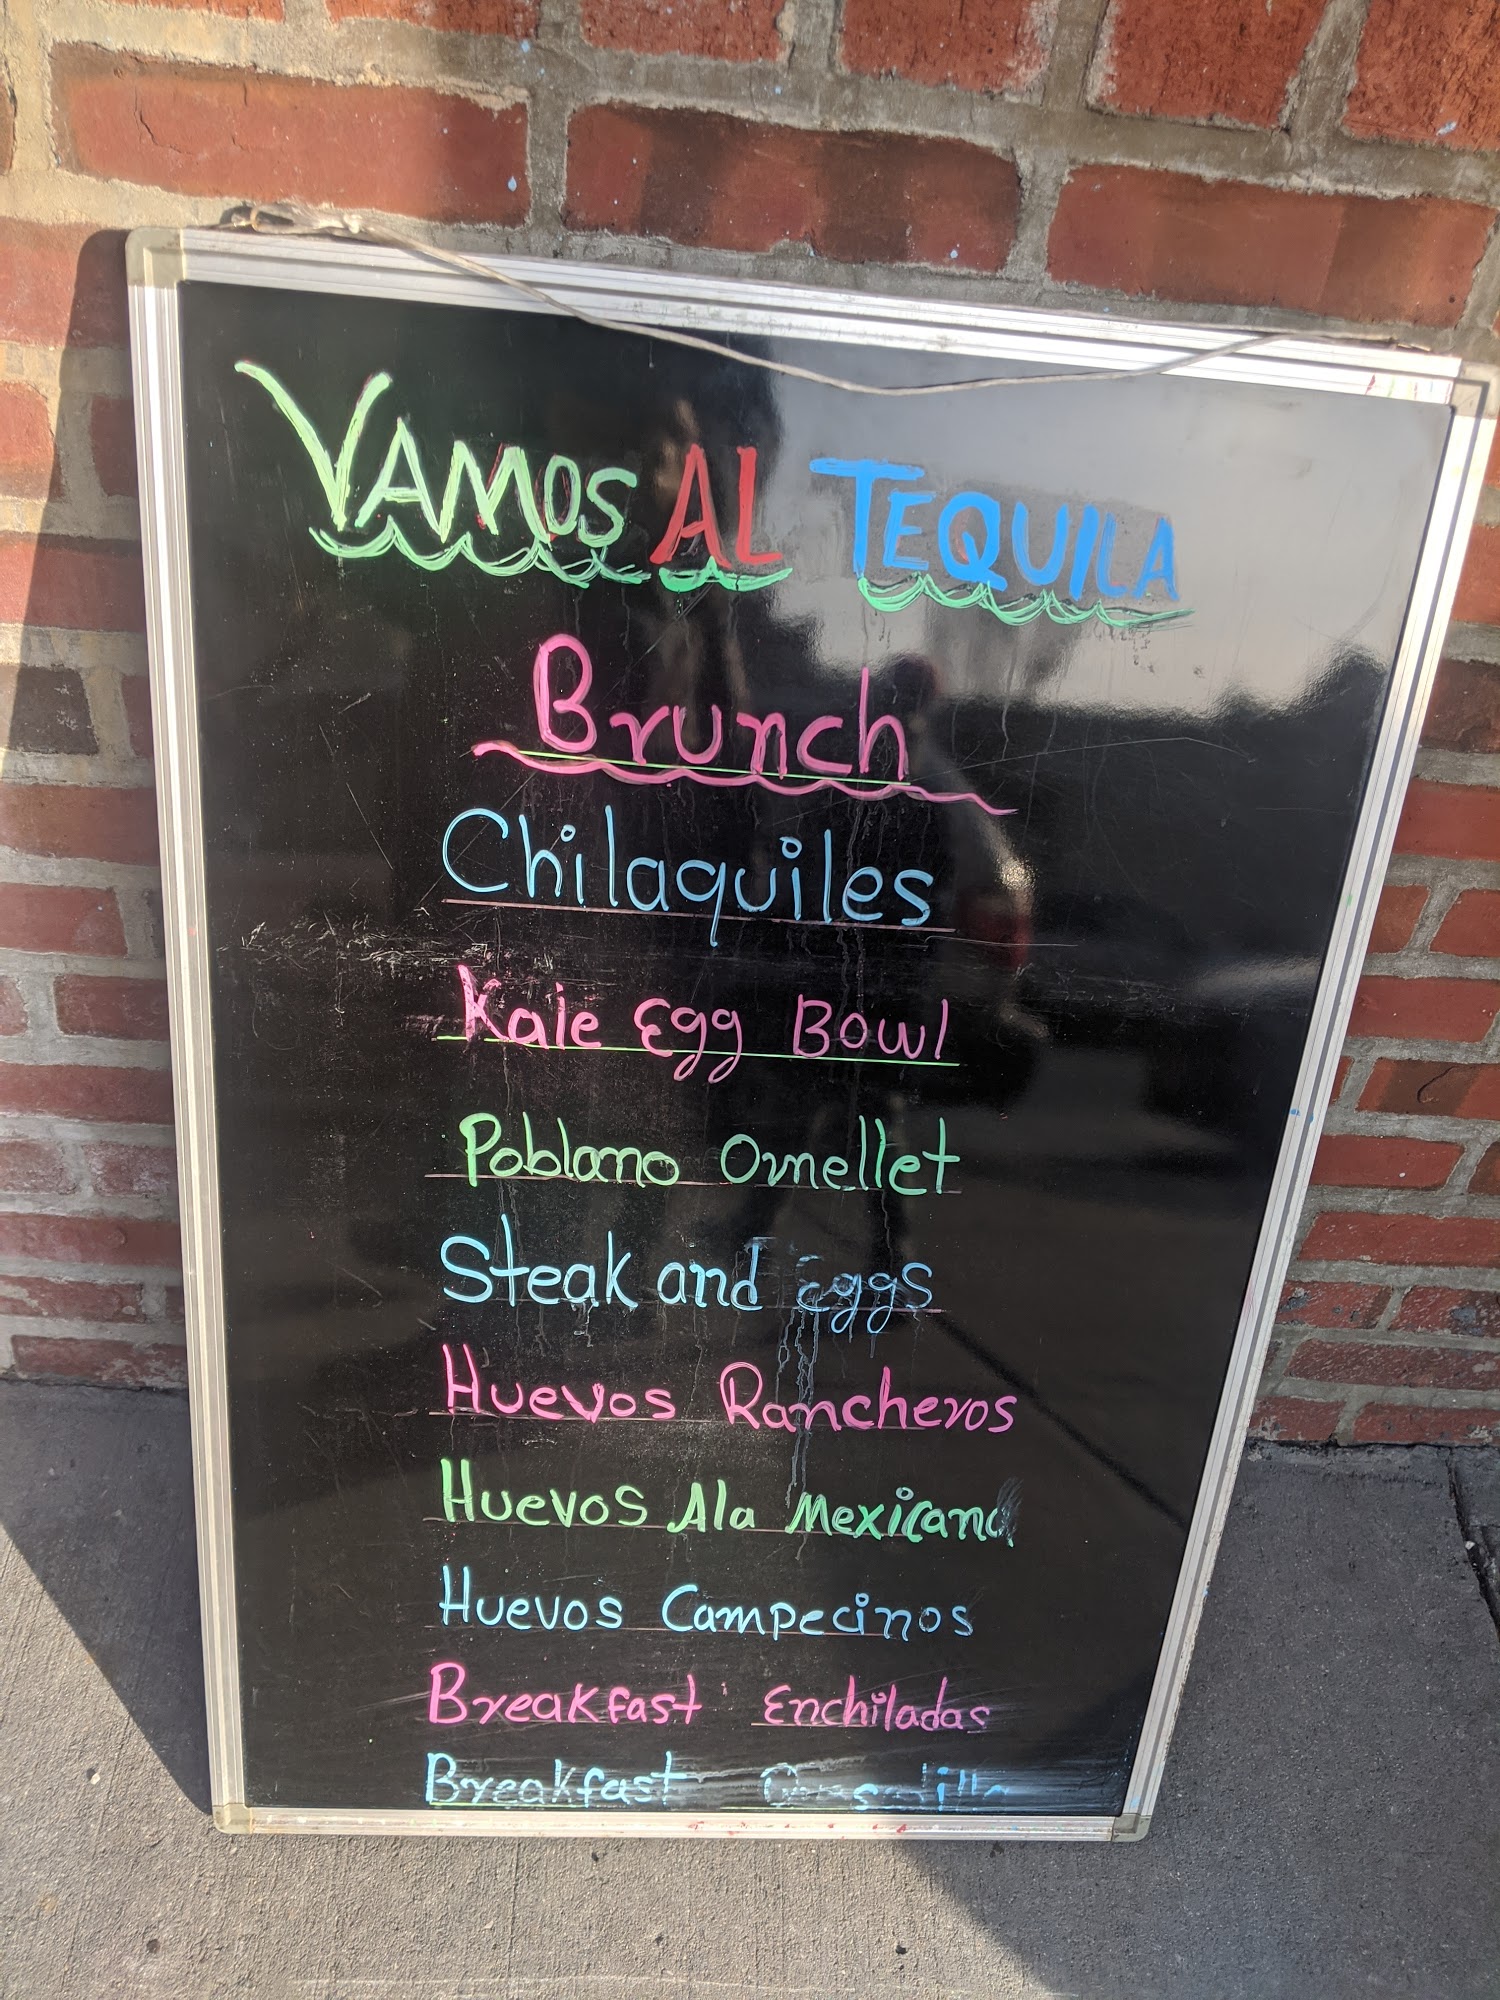 VAMOS AL TEQUILA
Brunch
Chilaquiles
Kale Egg Bowl
Poblano Omellet
Steak and Eggs
Huevos Rancheros
Huevos Ala Mexicana
Huevos Campecinos
Breakfast Enchiladas
Breakfast